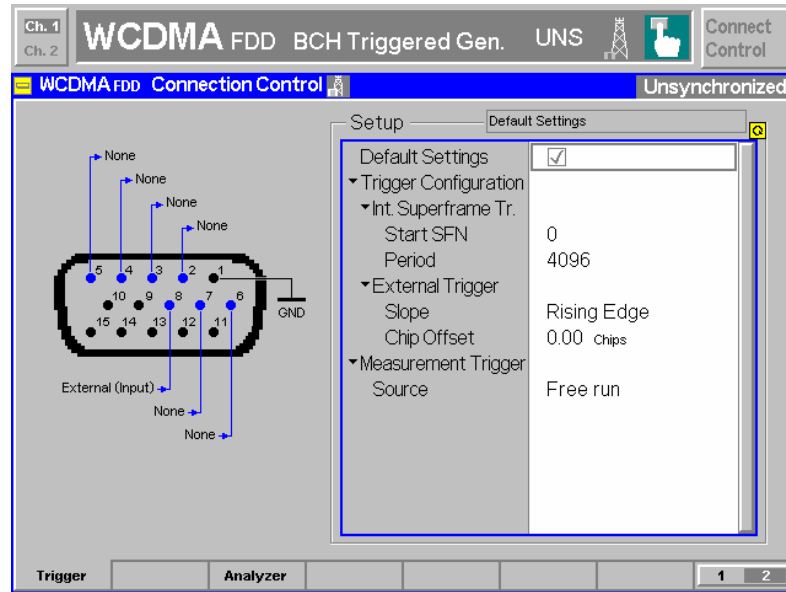 Ch. 1
Ch. 2
WCDMA FDD BCH Triggered Gen. UNS
Connect
Control
WCDMA FDD Connection Control
Unsynchronized
Setup
Default Settings
Q
None
None
None
None
5 4 3 2 1
10 9 8 7 6
15 14 13 12 11
GND
External (Input)
None
None
Default Settings
Trigger Configuration
Int. Superframe Tr.
Start SFN 0
Period 4096
External Trigger
Slope Rising Edge
Chip Offset 0.00 Chips
Measurement Trigger
Source Free run
Trigger
Analyzer
1 2